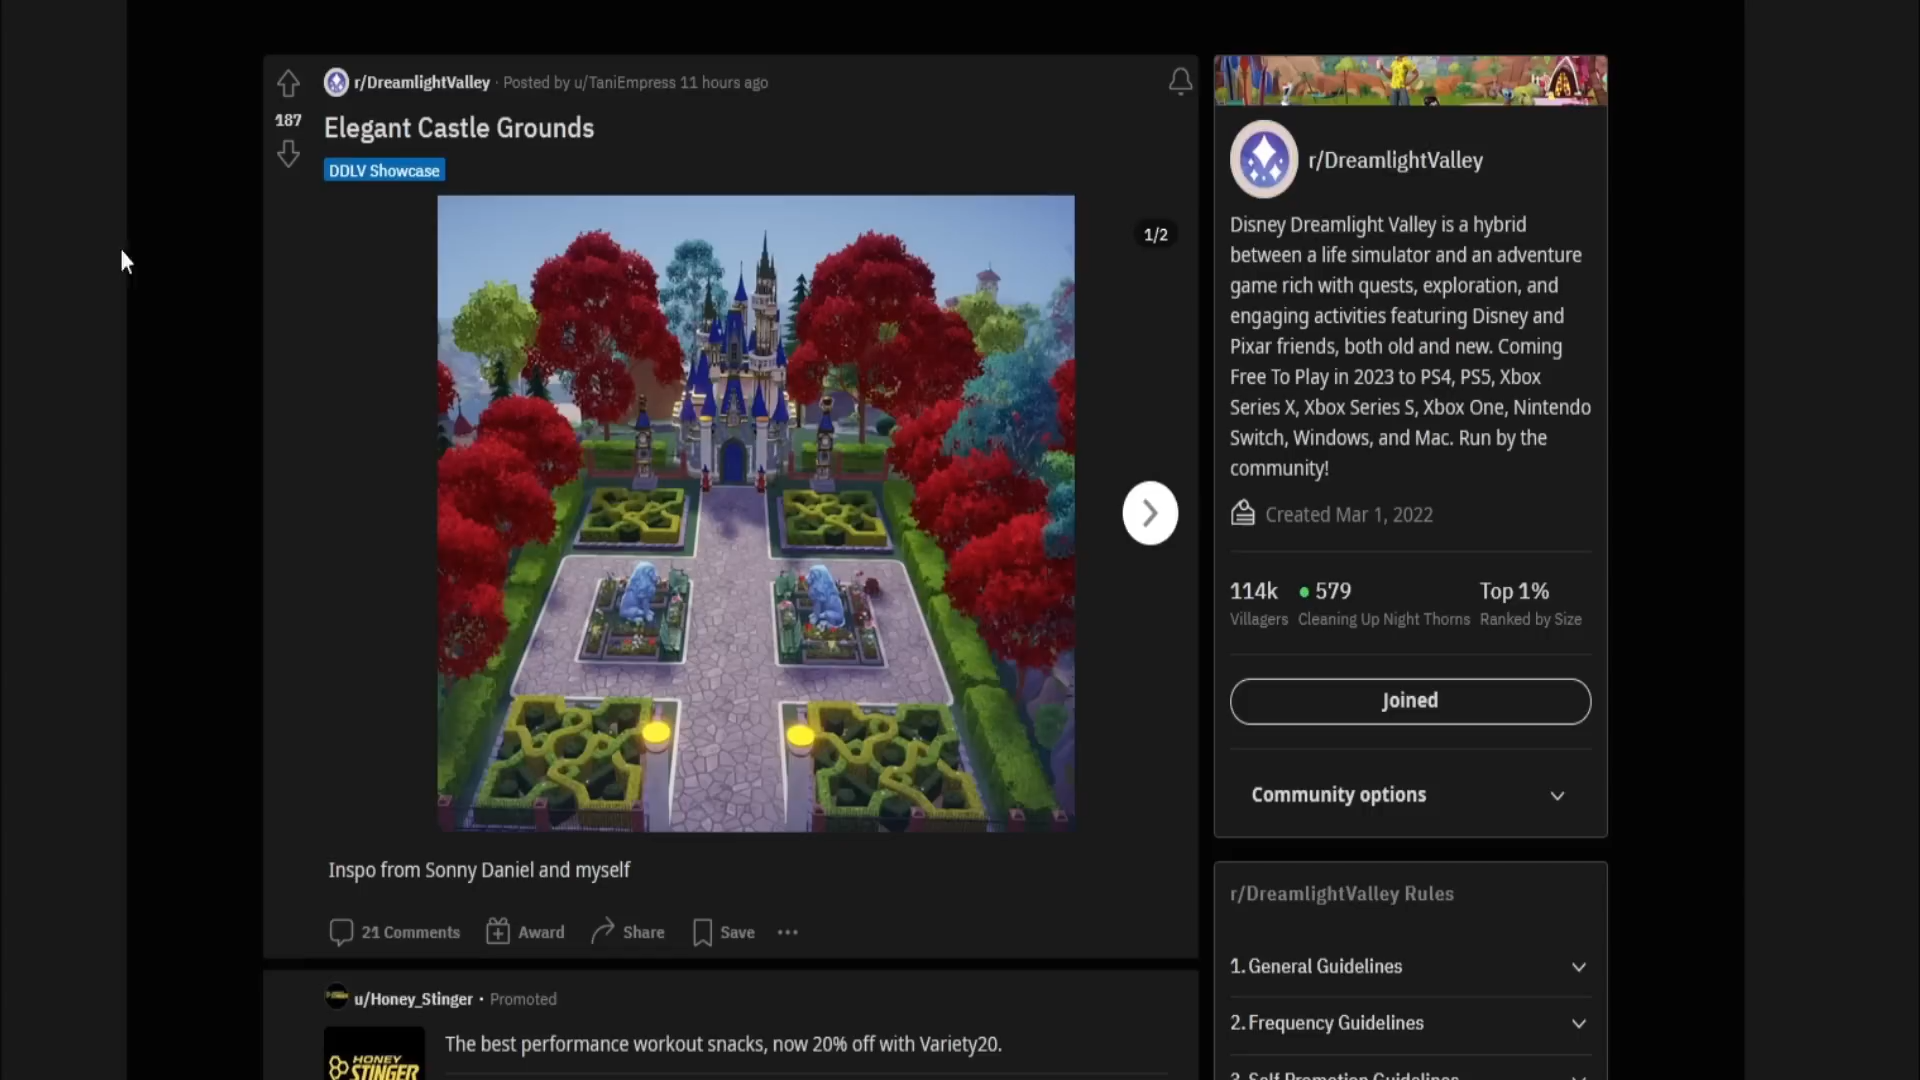 r/DreamlightValley · Posted by u/TaniEmpress 11 hours ago
187
Elegant Castle Grounds
DDLV Showcase
1/2
Inspo from Sonny Daniel and myself
21 Comments
Award
Share
Save
u/Honey_Stinger • Promoted
The best performance workout snacks, now 20% off with Variety20.
HONEY
STINGER
r/DreamlightValley
Disney Dreamlight Valley is a hybrid
between a life simulator and an adventure
game rich with quests, exploration, and
engaging activities featuring Disney and
Pixar friends, both old and new. Coming
Free To Play in 2023 to PS4, PS5, Xbox
Series X, Xbox Series S, Xbox One, Nintendo
Switch, Windows, and Mac. Run by the
community!
Created Mar 1, 2022
114k 579 Top 1%
Villagers Cleaning Up Night Thorns Ranked by Size
Joined
Community options
r/DreamlightValley Rules
1. General Guidelines
2. Frequency Guidelines
3. Self Promotion Guidelines